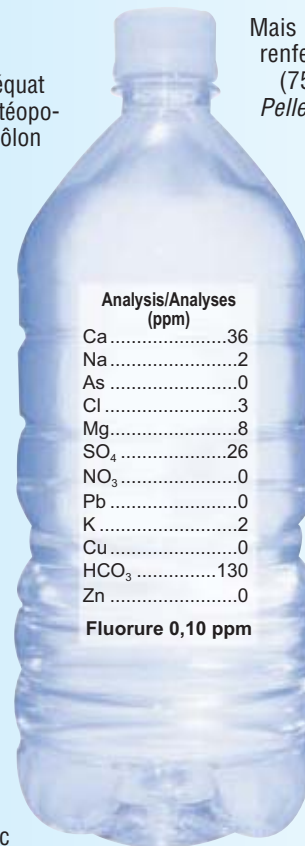 équat
téopo-
ôlon
Mais
renfe
(75
Pelle
Analysis/Analyses
(ppm)
Ca......................36
Na.......................2
As.......................0
Cl .......................3
Mg.......................8
SO₄ ....................26
NO₃.....................0
Pb .......................0
K.........................2
Cu.......................0
HCO₃ ...............130
Zn .......................0
Fluorure 0,10 ppm
c